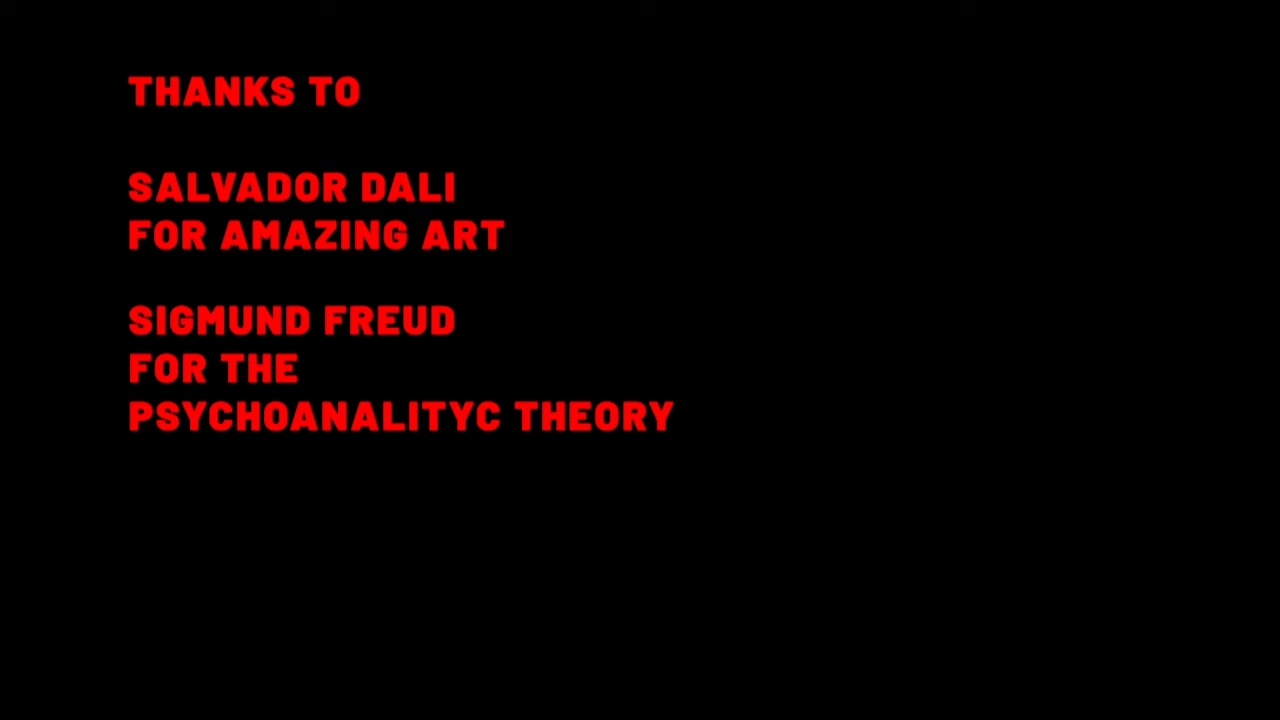 THANKS TO
SALVADOR DALI
FOR AMAZING ART
SIGMUND FREUD
FOR THE
PSYCHOANALITYC THEORY